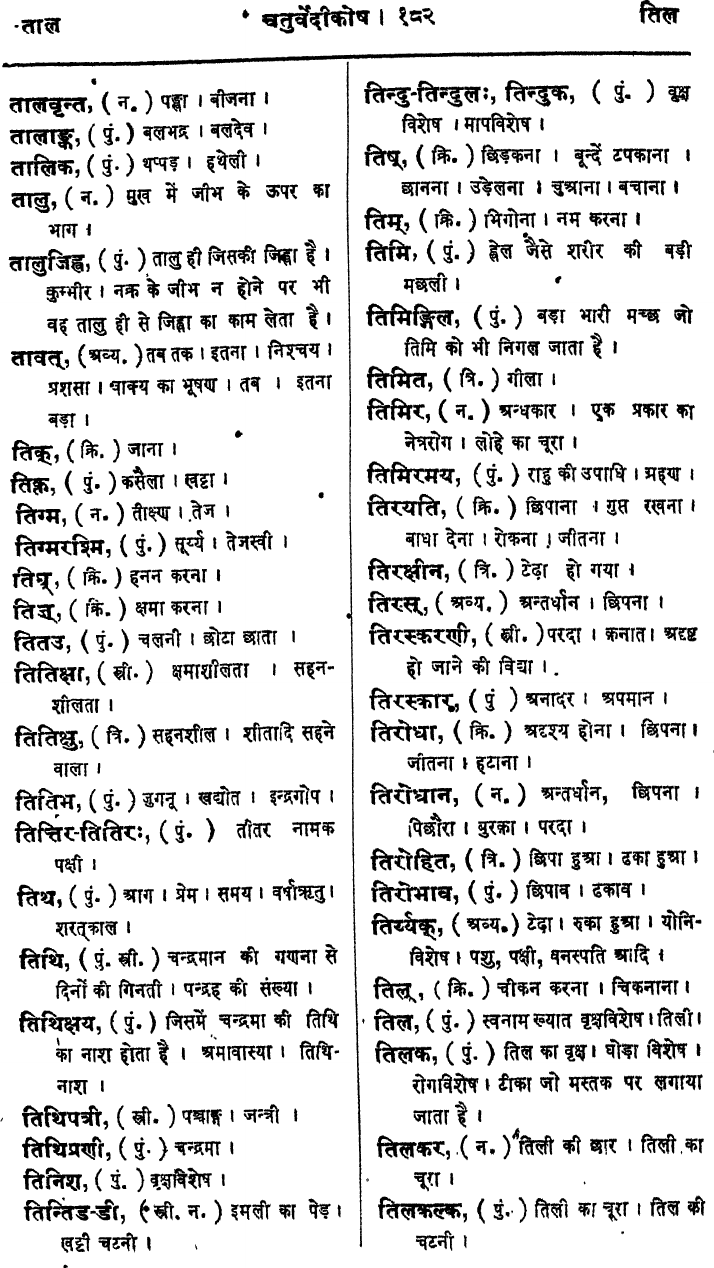 ताल
चतुर्वेदीकोष । १८२
तिल
तालवृन्त, ( न. ) पङ्खा । बीजना ।
तालाङ्क, ( पुं. ) बलभद्र । बलदेव ।
तालिक, ( पुं. ) थप्पड़ । हथेली ।
तालु, ( न. ) मुख में जीभ के ऊपर का
भाग ।
तालुजिह्व, ( पुं. ) तालु ही जिसकी जिह्वा है ।
कुम्भीर । नक्र के जीभ न होने पर भी
वह तालु ही से जिह्वा का काम लेता है ।
तावत्, (अव्य. ) तब तक । इतना । निश्चय ।
प्रशसा । वाक्य का भूषण । तब । इतना
बड़ा ।
तिक्, ( क्रि. ) जाना ।
तिक्त, ( पुं. ) कसैला । खट्टा ।
तिग्म, ( न. ) तीक्ष्ण । तेज ।
तिग्मरश्मि, ( पुं. ) सूर्य्य । तेजस्वी ।
तिघ्, ( क्रि. ) हनन करना ।
तिज्, ( क्रि. ) क्षमा करना ।
तितउ, ( पुं. ) चलनी । छोटा छाता ।
तितिक्षा, ( स्त्री. ) क्षमाशीलता । सहन-
शीलता ।
तितिक्षु, ( त्रि. ) सहनशील । शीतादि सहने
वाला ।
तितिभ, ( पुं. ) जुगनू । खद्योत । इन्द्रगोप ।
तित्तिर-तितिरः, ( पुं. ) तीतर नामक
पक्षी ।
तिथ, ( पुं. ) आग । प्रेम । समय । वर्षाऋतु ।
शरत्काल ।
तिथि, ( पुं. स्त्री. ) चन्द्रमान की गणना से
दिनों की गिनती । पन्द्रह की संख्या ।
तिथिक्षय, ( पुं. ) जिसमें चन्द्रमा की तिथि
का नाश होता है । अमावास्या । तिथि-
नाश ।
तिथिपत्री, ( स्त्री. ) पञ्चाङ्ग । जन्त्री ।
तिथिप्रणी, ( पुं. ) चन्द्रमा ।
तिनिश, ( पुं. ) वृक्षविशेष ।
तिन्तिड-डी, ( स्त्री. न. ) इमली का पेड़ ।
खट्टी चटनी ।
तिन्दु-तिन्दुलः, तिन्दुक, ( पुं. ) वृक्ष
विशेष । मापविशेष ।
तिष्, ( क्रि. ) छिड़कना । बून्दें टपकाना ।
छानना । उड़ेलना । चुआना । बचाना ।
तिम्, ( क्रि. ) भिगोना । नम करना ।
तिमि, ( पुं. ) ह्वेल जैसे शरीर की बड़ी
मछली ।
तिमिङ्गिल, ( पुं. ) बड़ा भारी मच्छ जो
तिमि को भी निगल जाता है ।
तिमित, ( त्रि. ) गीला ।
तिमिर, ( न. ) अन्धकार । एक प्रकार का
नेत्ररोग । लोहे का चूरा ।
तिमिरमय, ( पुं. ) राहु की उपाधि । ग्रहण ।
तिरयति, ( क्रि. ) छिपाना । गुप्त रखना ।
बाधा देना । रोकना । जीतना ।
तिरक्षीन, ( त्रि. ) टेढ़ा हो गया ।
तिरस्, ( अव्य. ) अन्तर्धान । छिपना ।
तिरस्करणी, ( स्त्री. ) परदा । कनात । अदृष्ट
हो जाने की विद्या ।
तिरस्कार, ( पुं ) अनादर । अपमान ।
तिरोधा, ( क्रि. ) अदृश्य होना । छिपना ।
जीतना । हटाना ।
तिरोधान, ( न. ) अन्तर्धान, छिपना ।
पिछौरा । बुरका । परदा ।
तिरोहित, ( त्रि. ) छिपा हुआ । ढका हुआ ।
तिरोभाव, ( पुं. ) छिपाव । ढकाव ।
तिर्य्यक्, ( अव्य. ) टेढ़ा । रुका हुआ । योनि-
विशेष । पशु, पक्षी, वनस्पति आदि ।
तिल्, ( क्रि. ) चीकन करना । चिकनाना ।
तिल, ( पुं. ) स्वनाम ख्यात वृक्षविशेष । तिली ।
तिलक, ( पुं. ) तिल का वृक्ष । घोड़ा विशेष ।
रोगविशेष । टीका जो मस्तक पर लगाया
जाता है ।
तिलकर, ( न. ) तिली की छार । तिली का
चूरा ।
तिलकल्क, ( पुं. ) तिली का चूरा । तिल की
चटनी ।